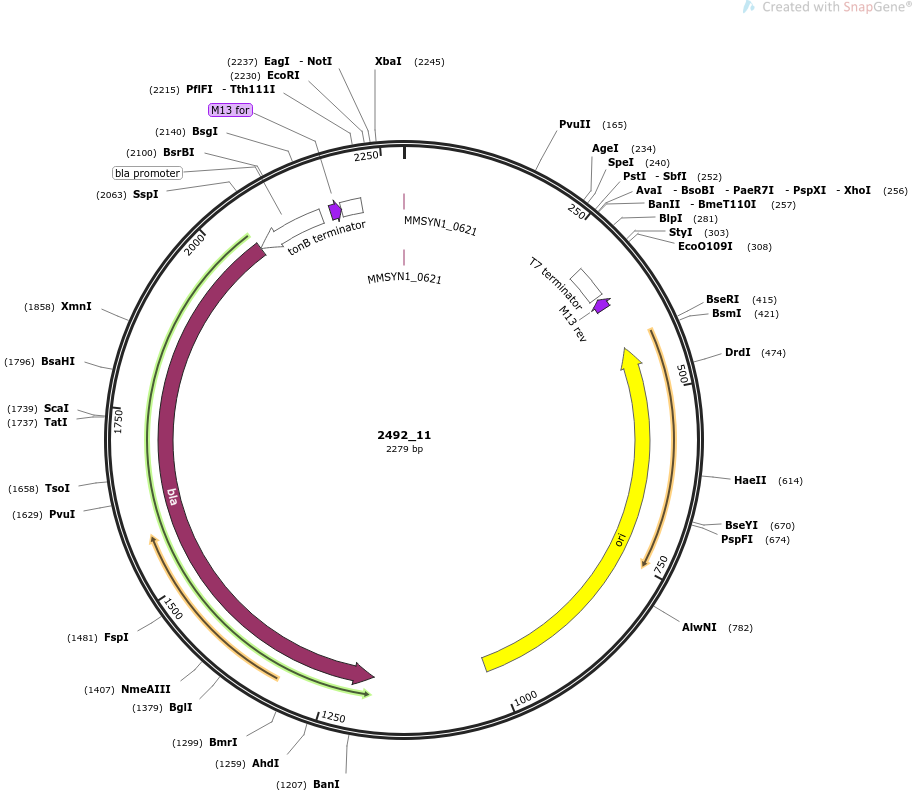 Created with SnapGene®
(2237) EagI - NotI
XbaI (2245)
(2230) EcoRI
(2215) PflFI - Tth111I
M13 for
(2140) BsgI
(2100) BsrBI
bla promoter
(2063) SspI
PvuII (165)
AgeI (234)
SpeI (240)
PstI - SbfI (252)
AvaI - BsoBI - PaeR7I - PspXI - XhoI (256)
BanII - BmeT110I (257)
BlpI (281)
StyI (303)
EcoO109I (308)
2250
250
2000
tonB terminator
MMSYN1_0621
MMSYN1_0621
T7 terminator
M13 rev
(1858) XmnI
BseRI (415)
BsmI (421)
(1796) BsaHI
DrdI (474)
500
(1739) ScaI
(1737) TatI
1750
2492_11
2279 bp
(1658) TsoI
(1629) PvuI
bla
HaeII (614)
BseYI (670)
PspFI (674)
ori
750
1500
(1481) FspI
AlwNI (782)
(1407) NmeAIII
(1379) BglI
1000
1250
(1299) BmrI
(1259) AhdI
(1207) BanI